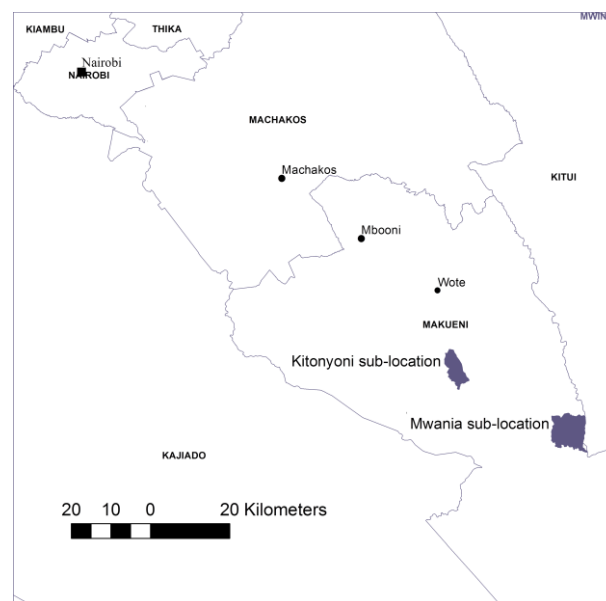 MWIN
KIAMBU
THIKA
Nairobi
NAIROBI
MACHAKOS
Machakos
KITUI
Mbooni
Wote
MAKUENI
Kitonyoni sub-location
Mwania sub-location
KAJIADO
20 10 0 20 Kilometers